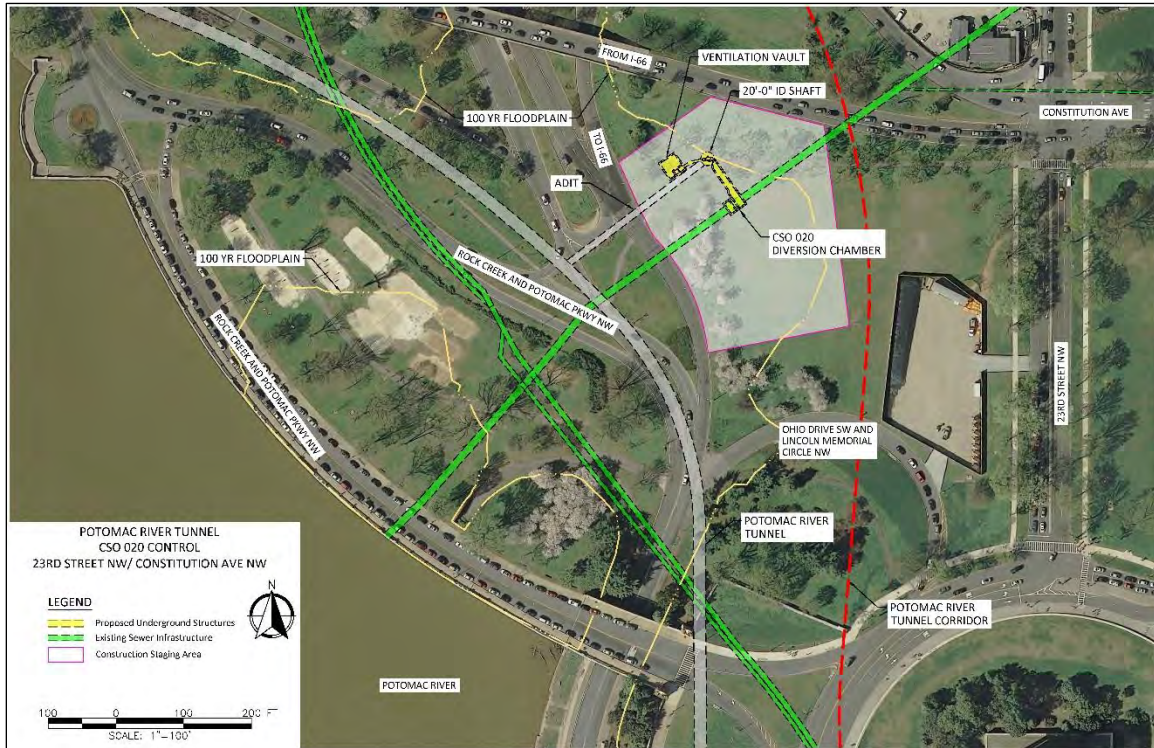 FROM I-66
VENTILATION VAULT
20'-0" ID SHAFT
100 YR FLOODPLAIN
TO I-66
CONSTITUTION AVE
ADIT
CSO 020
DIVERSION CHAMBER
100 YR FLOODPLAIN
ROCK CREEK AND POTOMAC PKWY NW
ROCK CREEK AND POTOMAC PKWY NW
23RD STREET NW
OHIO DRIVE SW AND
LINCOLN MEMORIAL
CIRCLE NW
POTOMAC RIVER
TUNNEL
POTOMAC RIVER
TUNNEL CORRIDOR
POTOMAC RIVER
POTOMAC RIVER TUNNEL
CSO 020 CONTROL
23RD STREET NW/ CONSTITUTION AVE NW
LEGEND
N
Proposed Underground Structures
Existing Sewer Infrastructure
Construction Staging Area
100 0 100 200 F
SCALE: 1"-100'